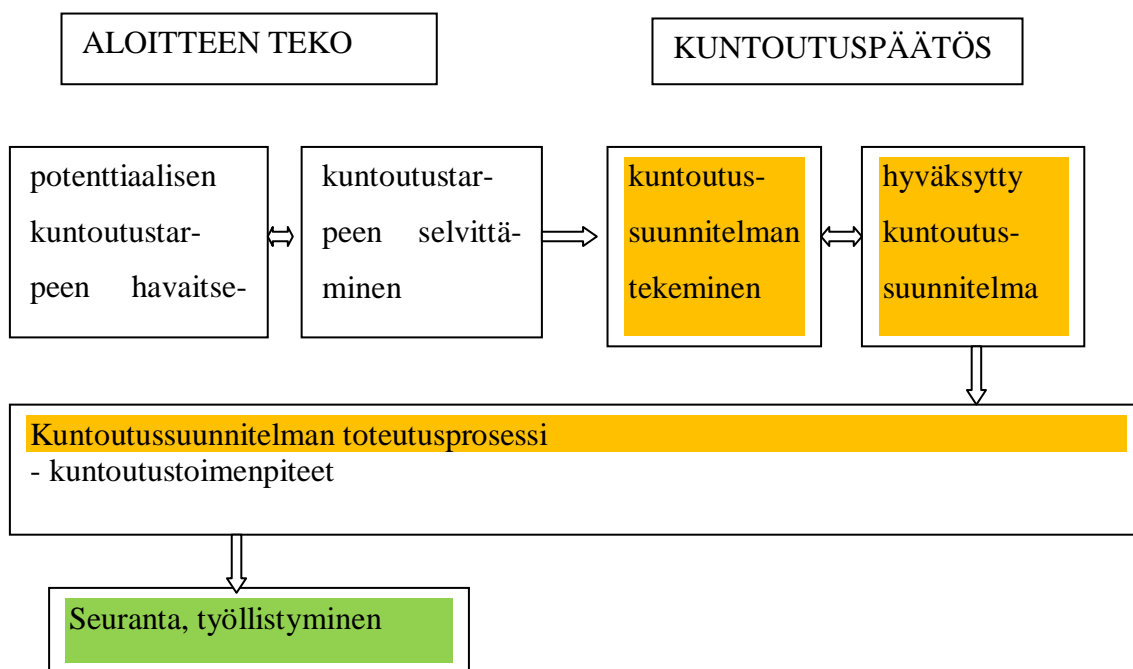 ALOITTEEN TEKO
KUNTOUTUSPÄÄTÖS
potenttiaalisen
kuntoutustar-
peen havaitse-
kuntoutustar-
peen selvittä-
minen
kuntoutus-
suunnitelman
tekeminen
hyväksytty
kuntoutus-
suunnitelma
Kuntoutussuunnitelman toteutusprosessi
- kuntoutustoimenpiteet
Seuranta, työllistyminen